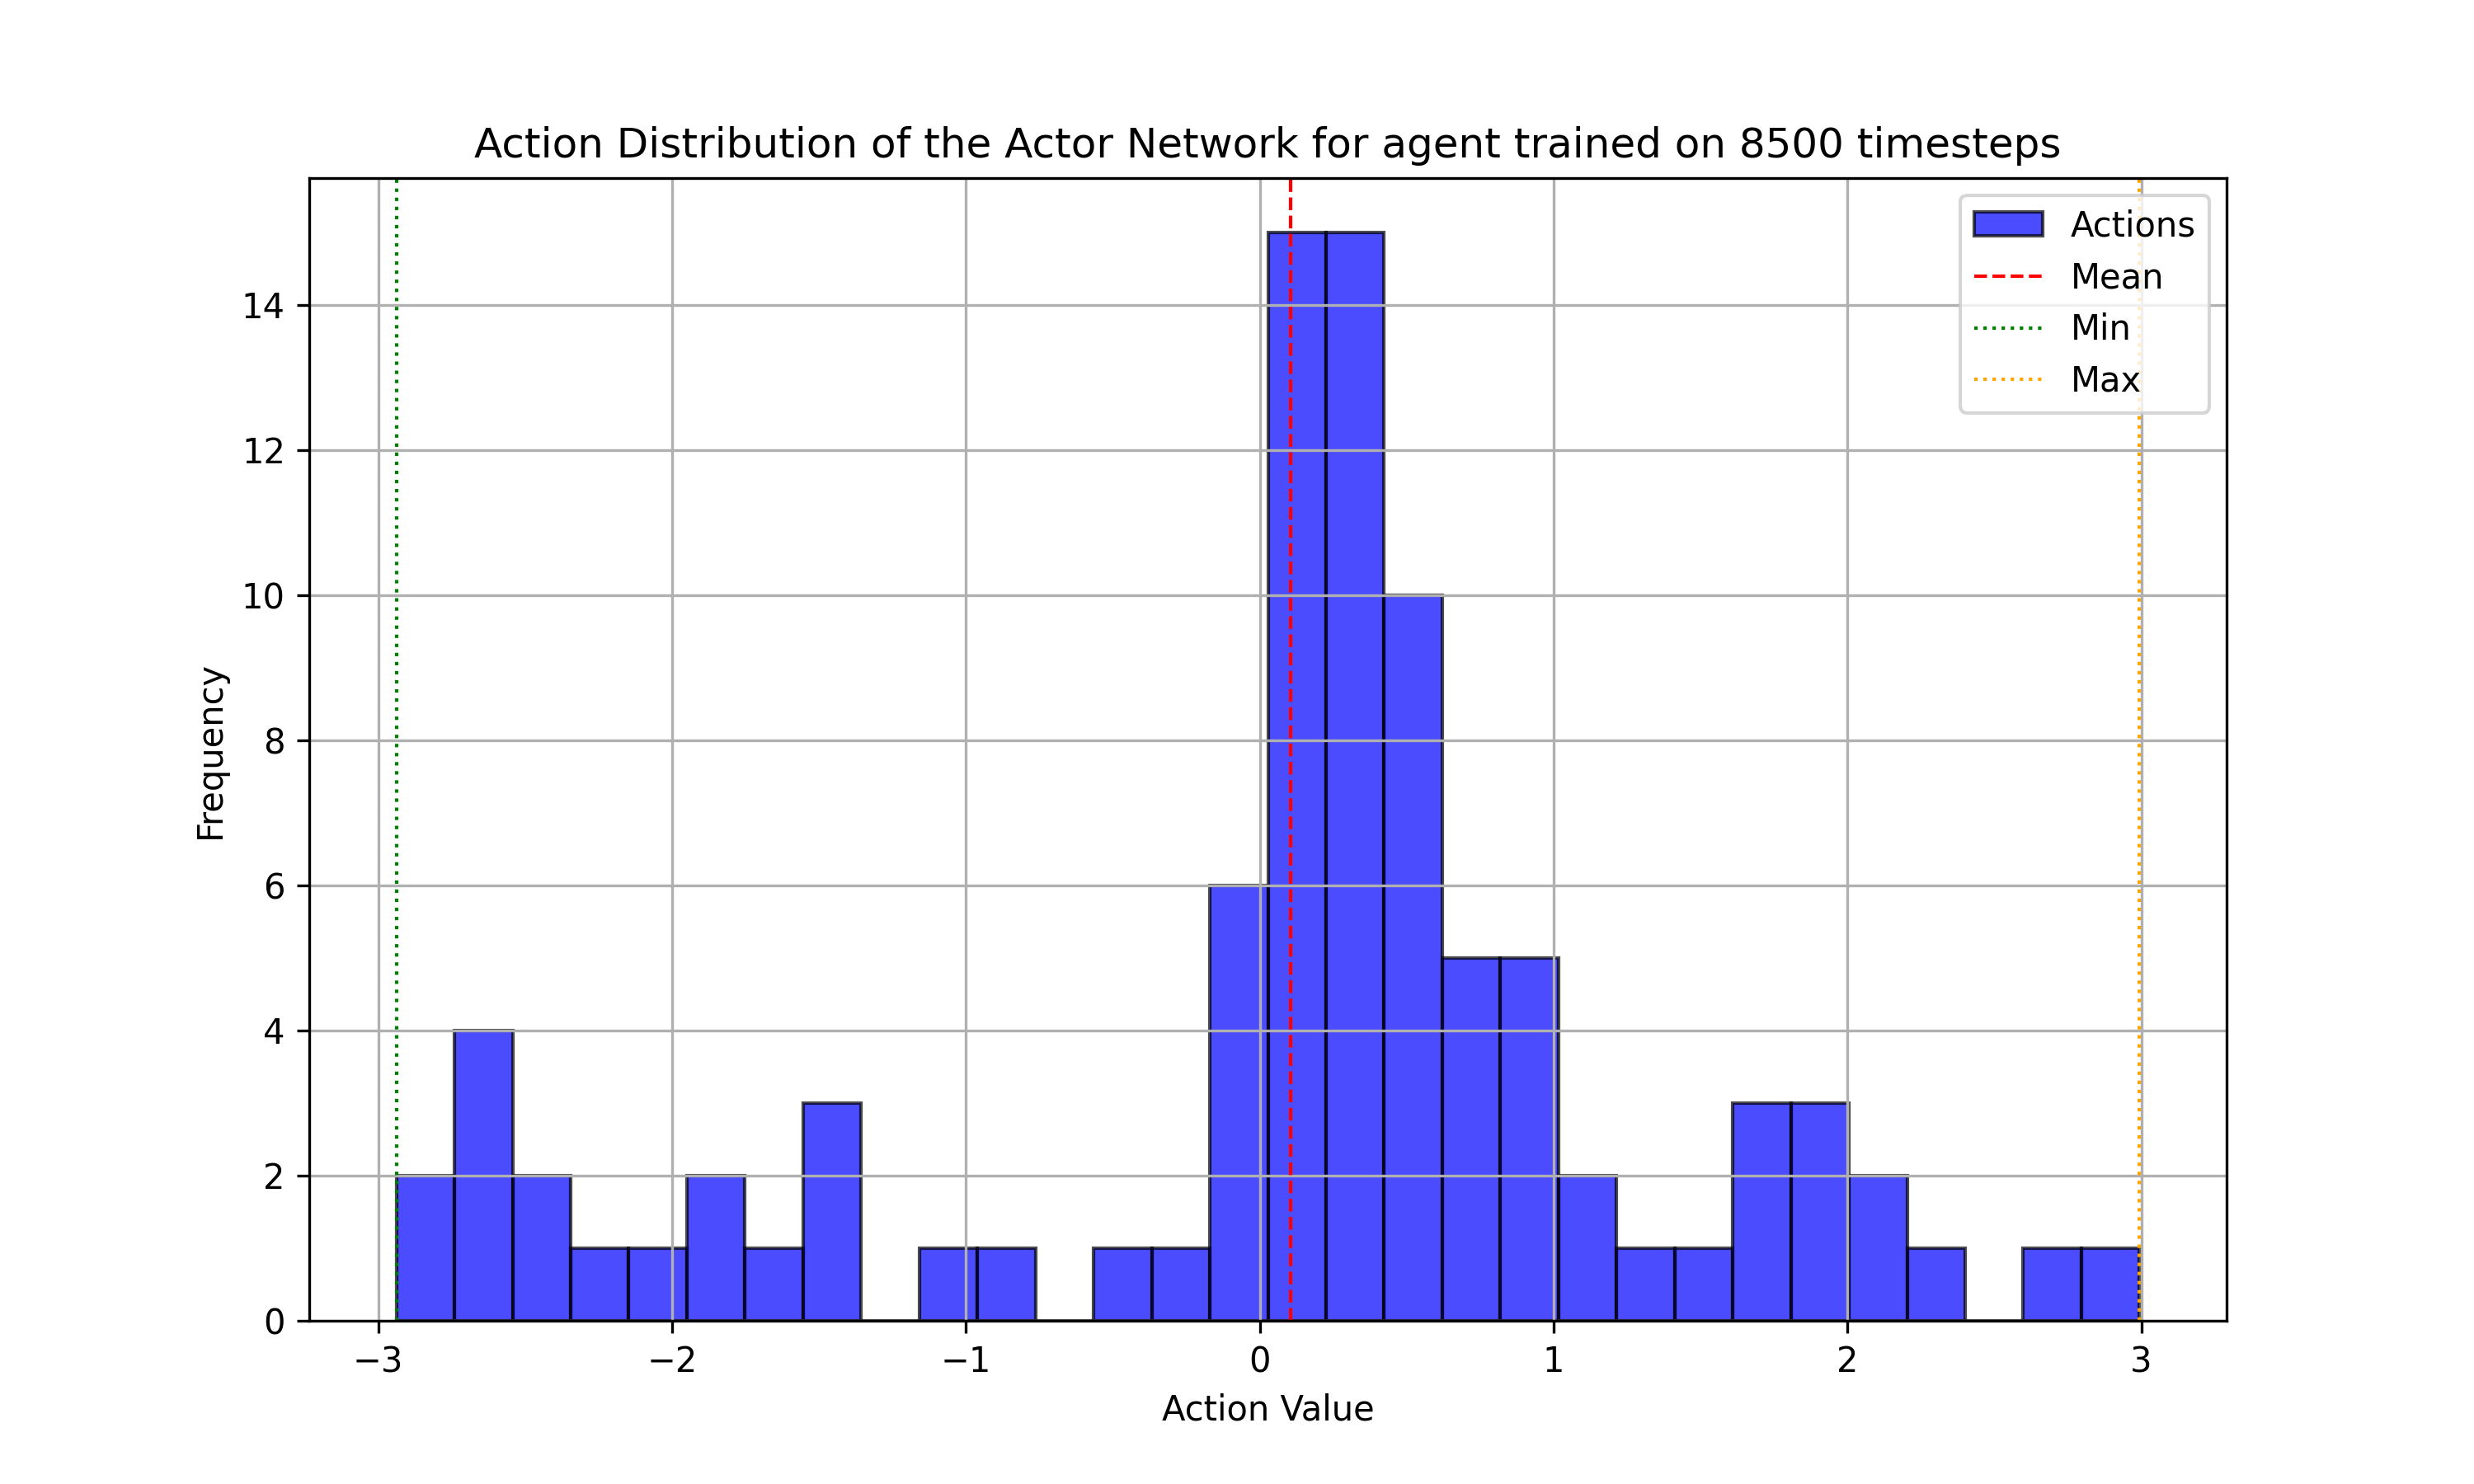 Action Distribution of the Actor Network for agent trained on 8500 timesteps
Actions
Mean
Min
Max
Frequency
14
12
10
8
6
4
2
0
−3 −2 −1 0 1 2 3
Action Value